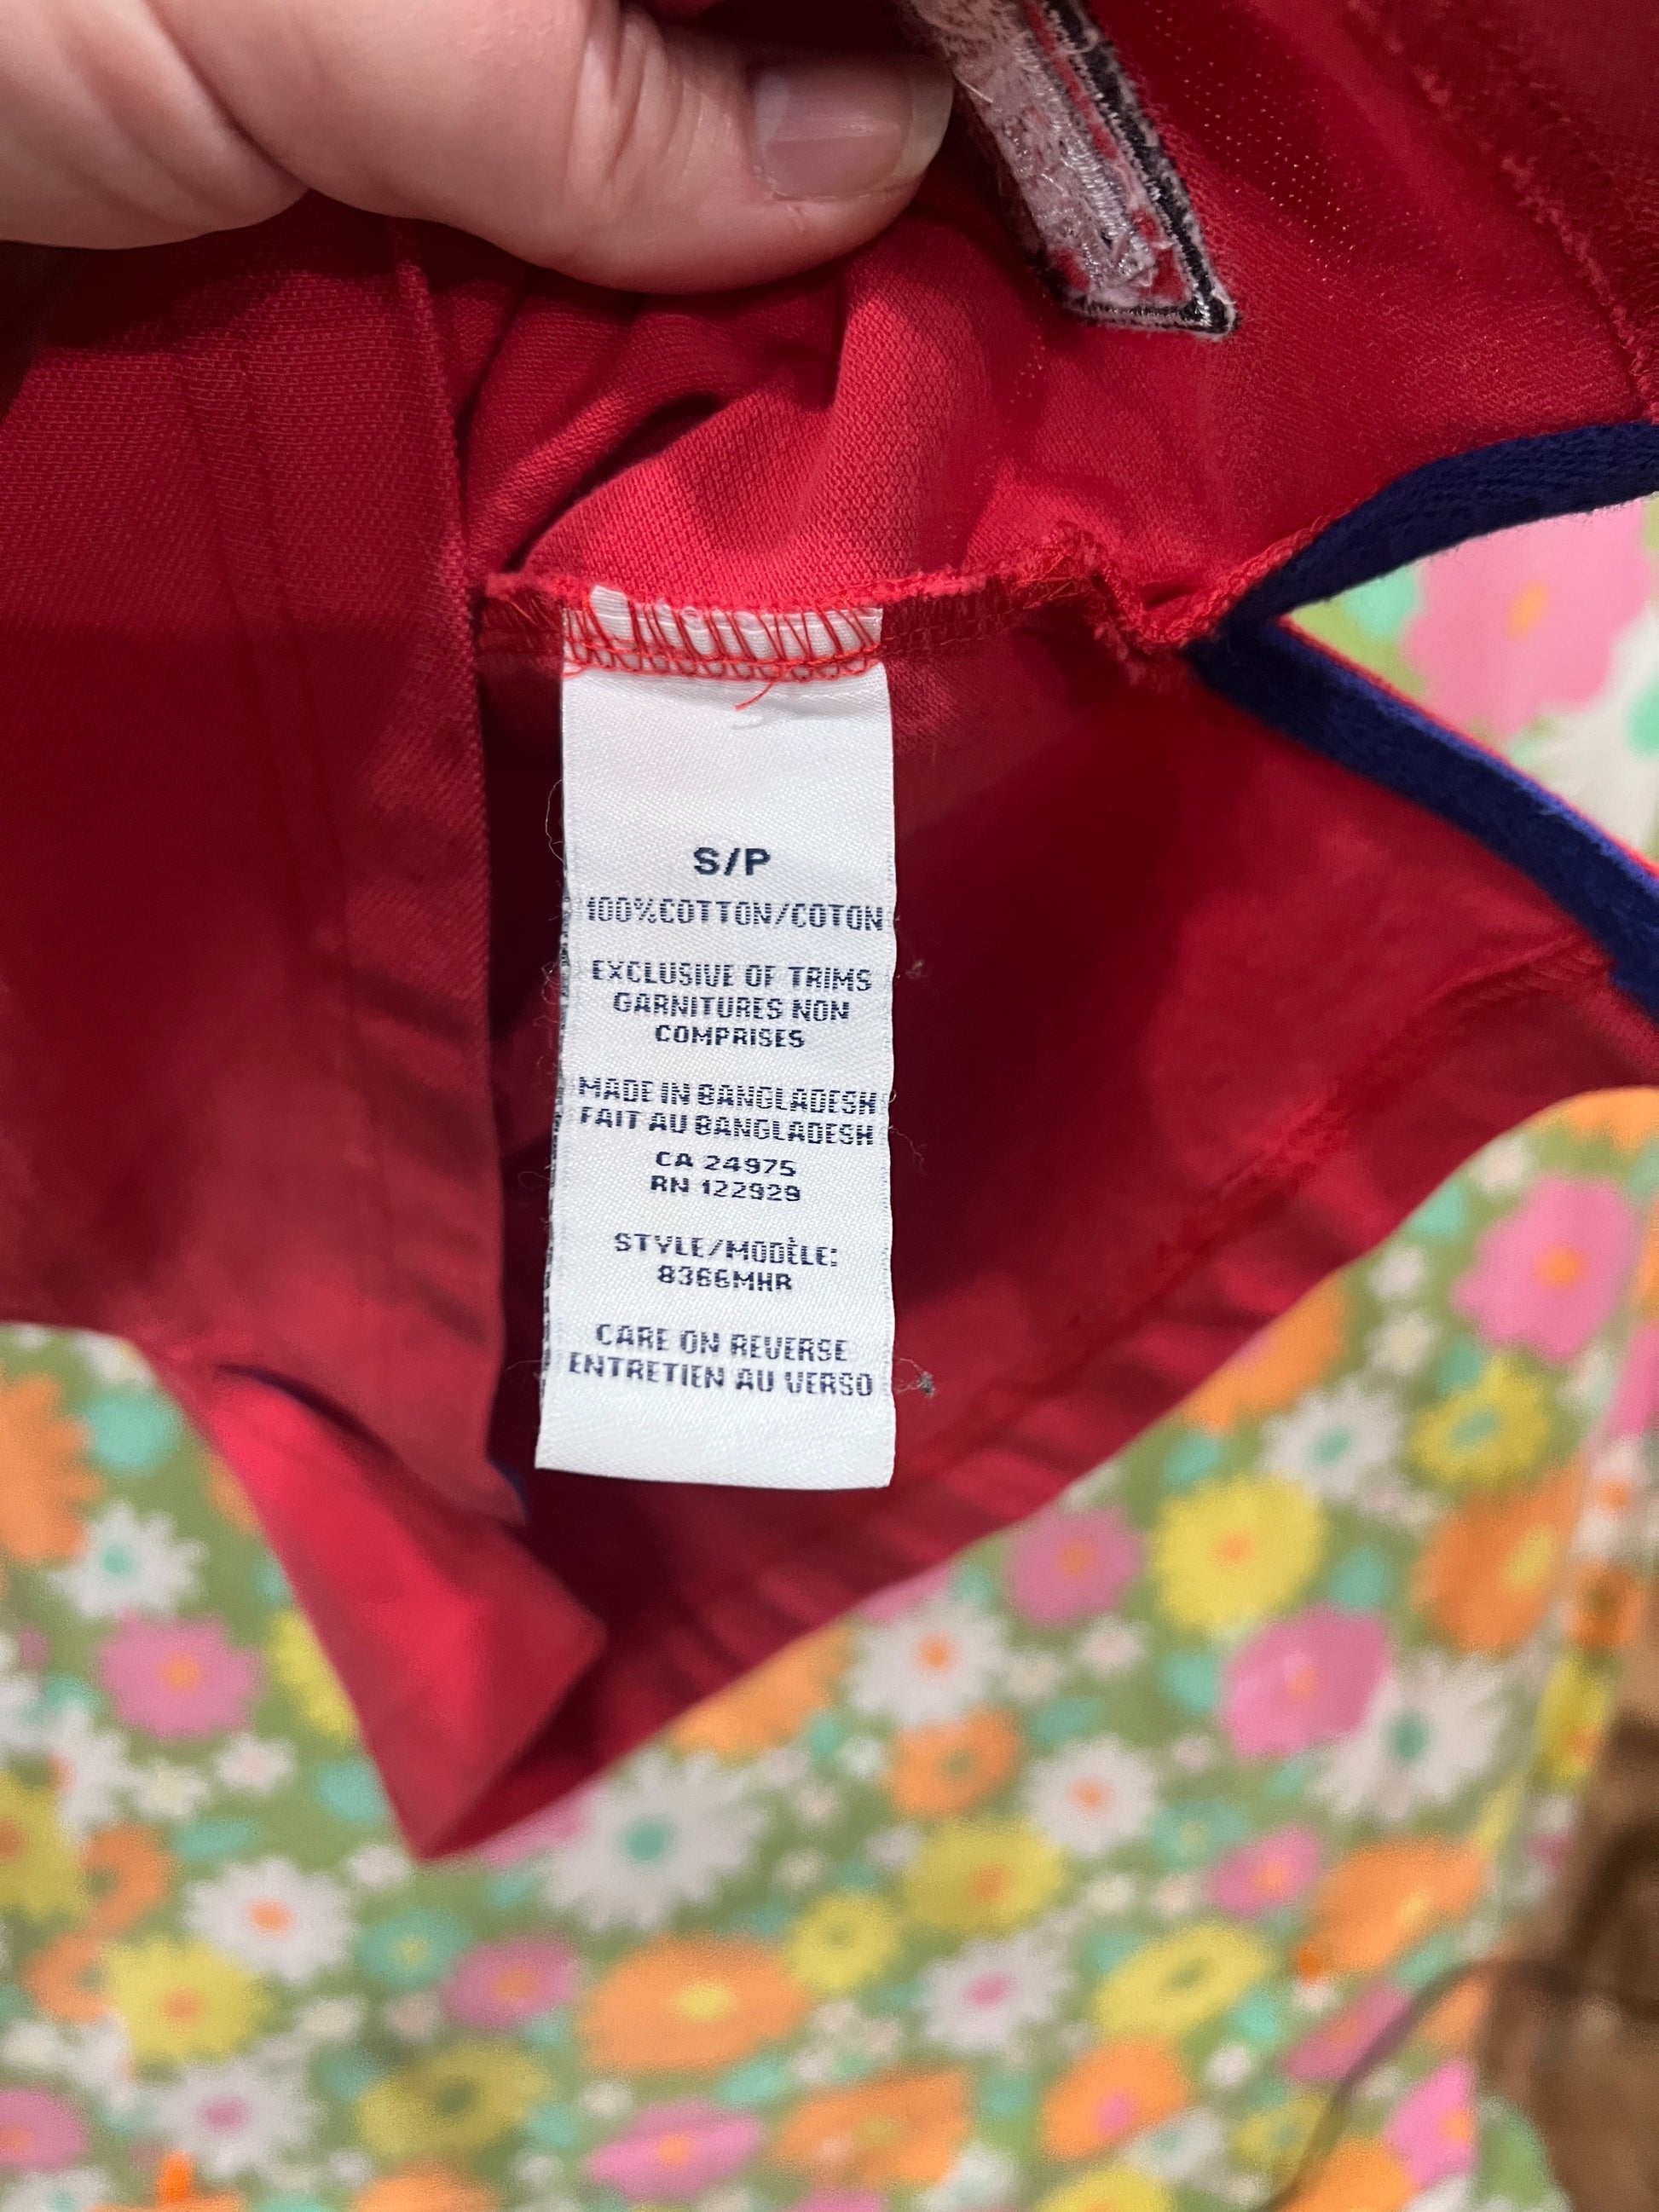 S/P
100%COTTON/COTON
EXCLUSIVE OF TRIMS
GARNITURES NON
COMPRISES
MADE IN BANGLADESH
FAIT AU BANGLADESH
CA 24975
RN 122929
STYLE/MODÈLE:
8366MHR
CARE ON REVERSE
ENTRETIEN AU VERSO